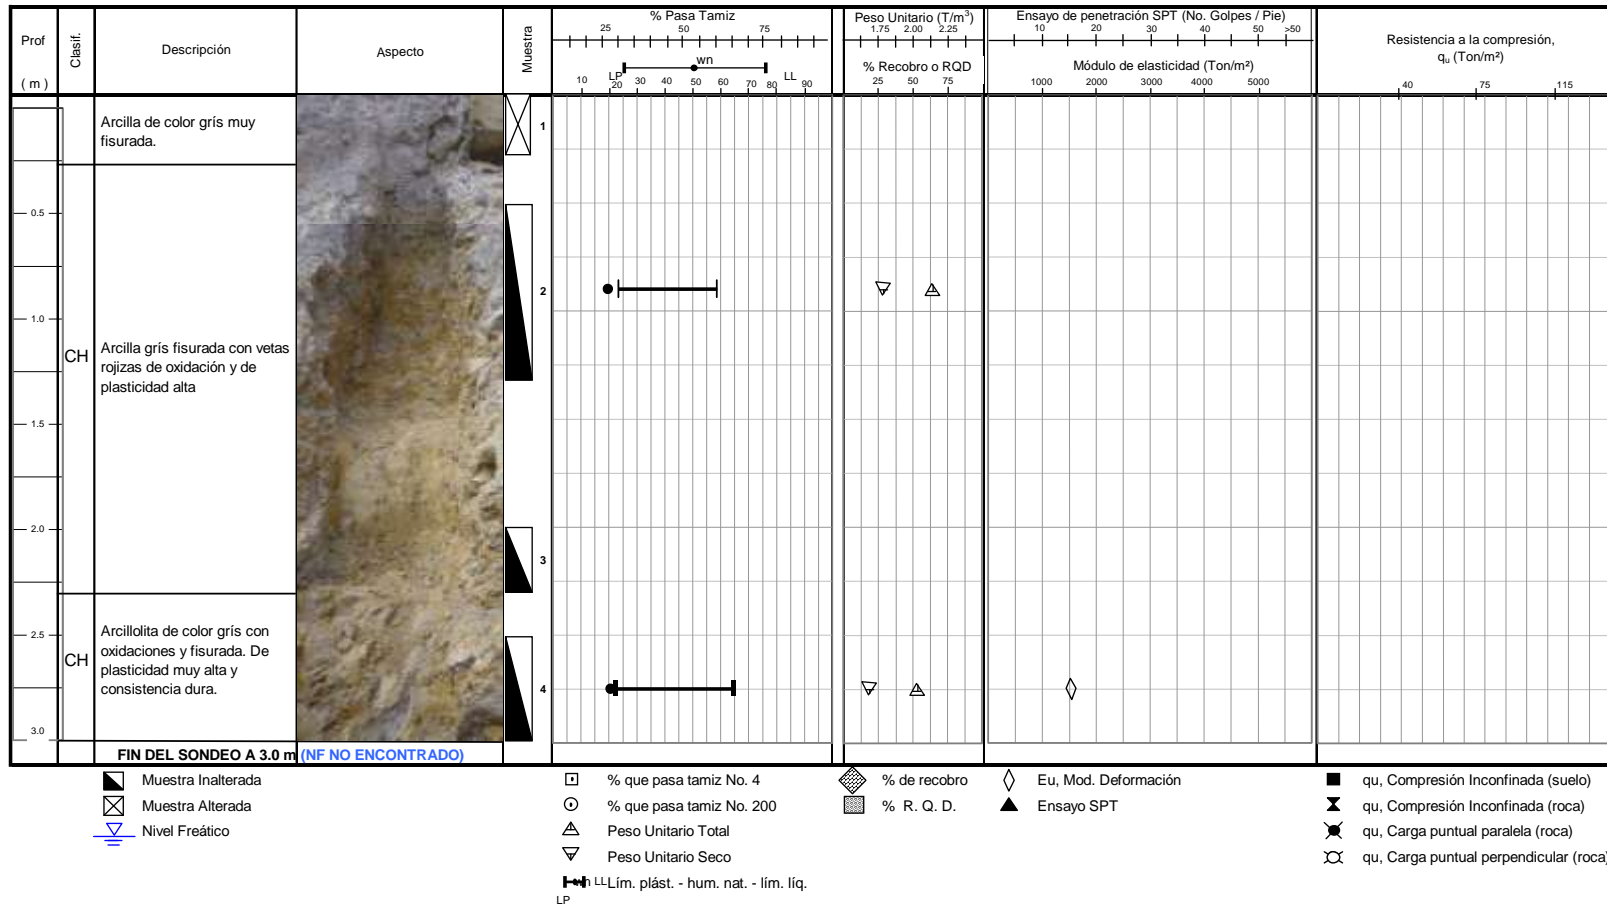 Prof
( m )
Clasif.
Descripción
Aspecto
Muestra
% Pasa Tamiz
25 50 75
wn
LP LL
10 20 30 40 50 60 70 80 90
Peso Unitario (T/m³)
1.75 2.00 2.25
% Recobro o RQD
25 50 75
Ensayo de penetración SPT (No. Golpes / Pie)
10 20 30 40 50 >50
Módulo de elasticidad (Ton/m²)
1000 2000 3000 4000 5000
Resistencia a la compresión,
qᵤ (Ton/m²)
40 75 115
Arcilla de color grís muy
fisurada.
1
0.5
2
1.0
CH
Arcilla grís fisurada con vetas
rojizas de oxidación y de
plasticidad alta
1.5
2.0
3
2.5
CH
Arcillolita de color grís con
oxidaciones y fisurada. De
plasticidad muy alta y
consistencia dura.
4
3.0
FIN DEL SONDEO A 3.0 m (NF NO ENCONTRADO)
Muestra Inalterada
Muestra Alterada
Nivel Freático
% que pasa tamiz No. 4
% que pasa tamiz No. 200
Peso Unitario Total
Peso Unitario Seco
wn LL Lím. plást. - hum. nat. - lím. líq.
LP
% de recobro
% R. Q. D.
Eu, Mod. Deformación
Ensayo SPT
qu, Compresión Inconfinada (suelo)
qu, Compresión Inconfinada (roca)
qu, Carga puntual paralela (roca)
qu, Carga puntual perpendicular (roca)